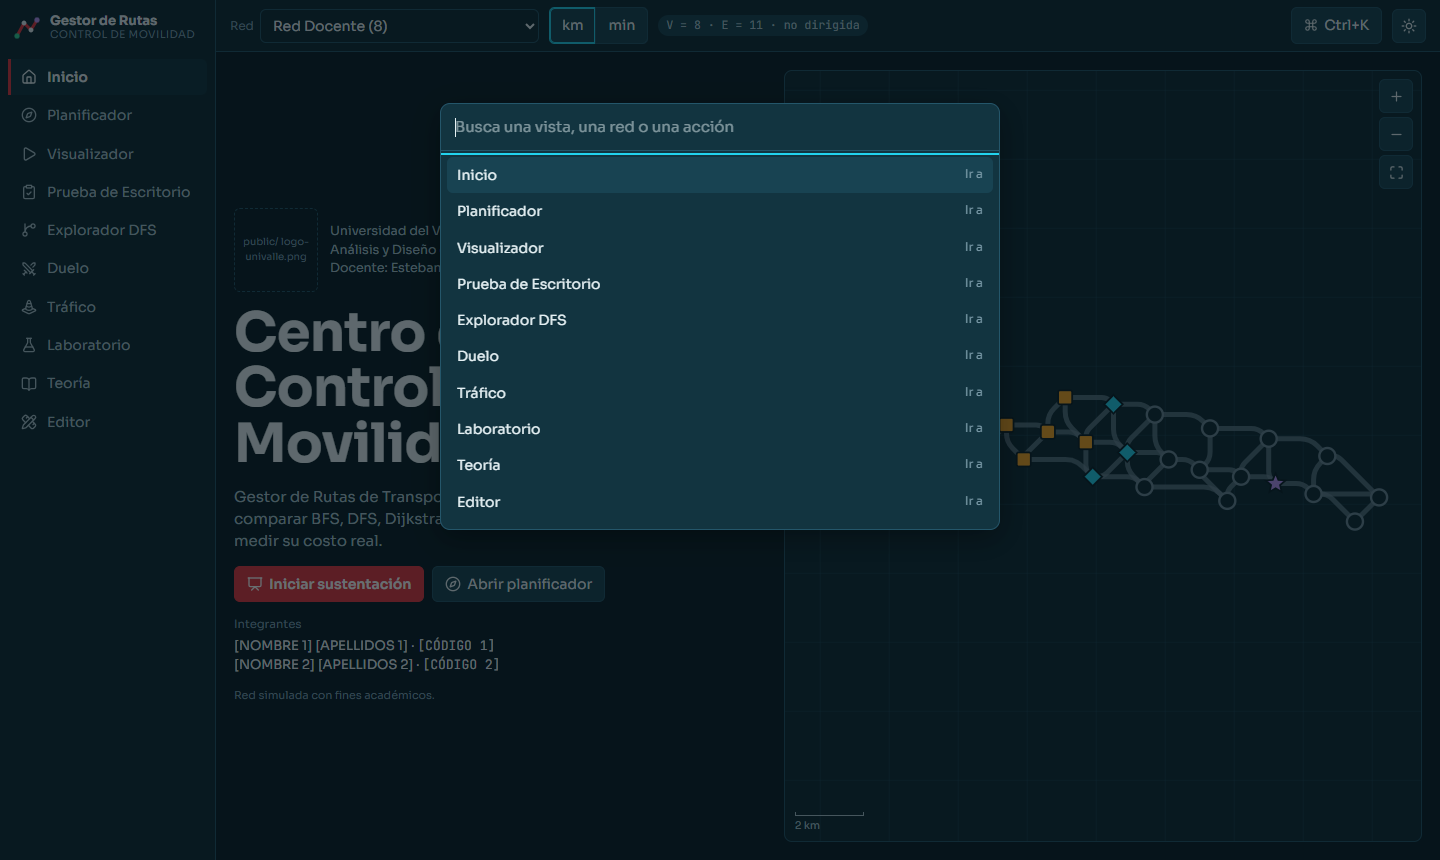 Gestor de Rutas
CONTROL DE MOVILIDAD
Red
Red Docente (8)
km
min
V = 8 · E = 11 · no dirigida
⌘ Ctrl+K
Inicio
Planificador
Visualizador
Prueba de Escritorio
Explorador DFS
Duelo
Tráfico
Laboratorio
Teoría
Editor
Busca una vista, una red o una acción
Inicio Ir a
Planificador Ir a
Visualizador Ir a
Prueba de Escritorio Ir a
Explorador DFS Ir a
Duelo Ir a
Tráfico Ir a
Laboratorio Ir a
Teoría Ir a
Editor Ir a
public/ logo-
univalle.png
Universidad del V
Análisis y Diseño
Docente: Esteban
Centro
Control
Movilid
Gestor de Rutas de Transpo
comparar BFS, DFS, Dijkstra
medir su costo real.
Iniciar sustentación
Abrir planificador
Integrantes
[NOMBRE 1] [APELLIDOS 1] · [CÓDIGO 1]
[NOMBRE 2] [APELLIDOS 2] · [CÓDIGO 2]
Red simulada con fines académicos.
2 km